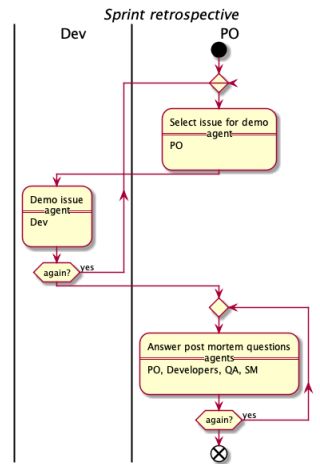 Sprint retrospective
Dev
PO
Select issue for demo
agent
PO
Demo issue
agent
Dev
again?
yes
Answer post mortem questions
agents
PO, Developers, QA, SM
again?
yes